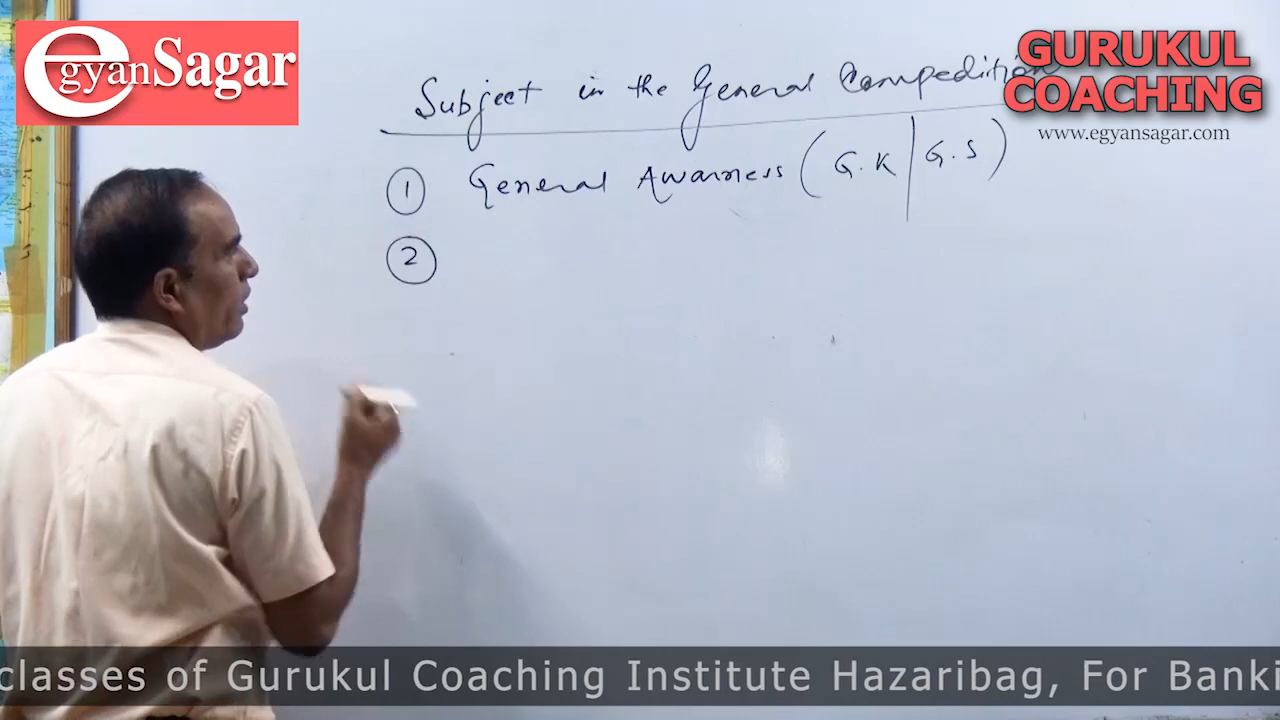 egyanSagar
GURUKUL
COACHING
www.egyansagar.com
Subject in the General Compedition
1 General Awarness ( G.K | G.S )
2
classes of Gurukul Coaching Institute Hazaribag, For Banki